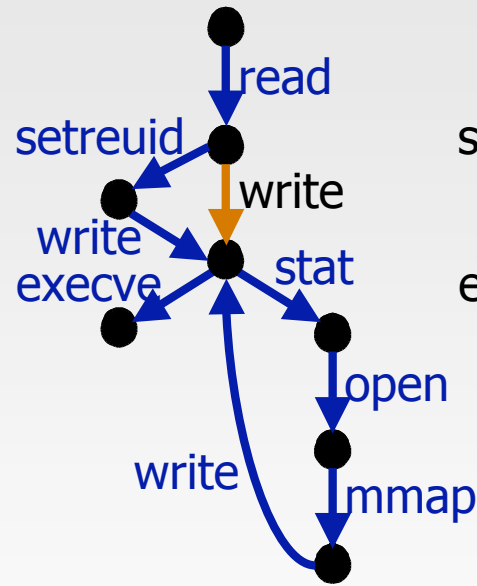 read
setreuid
s
write
write
execve
stat
e
open
write
mmap